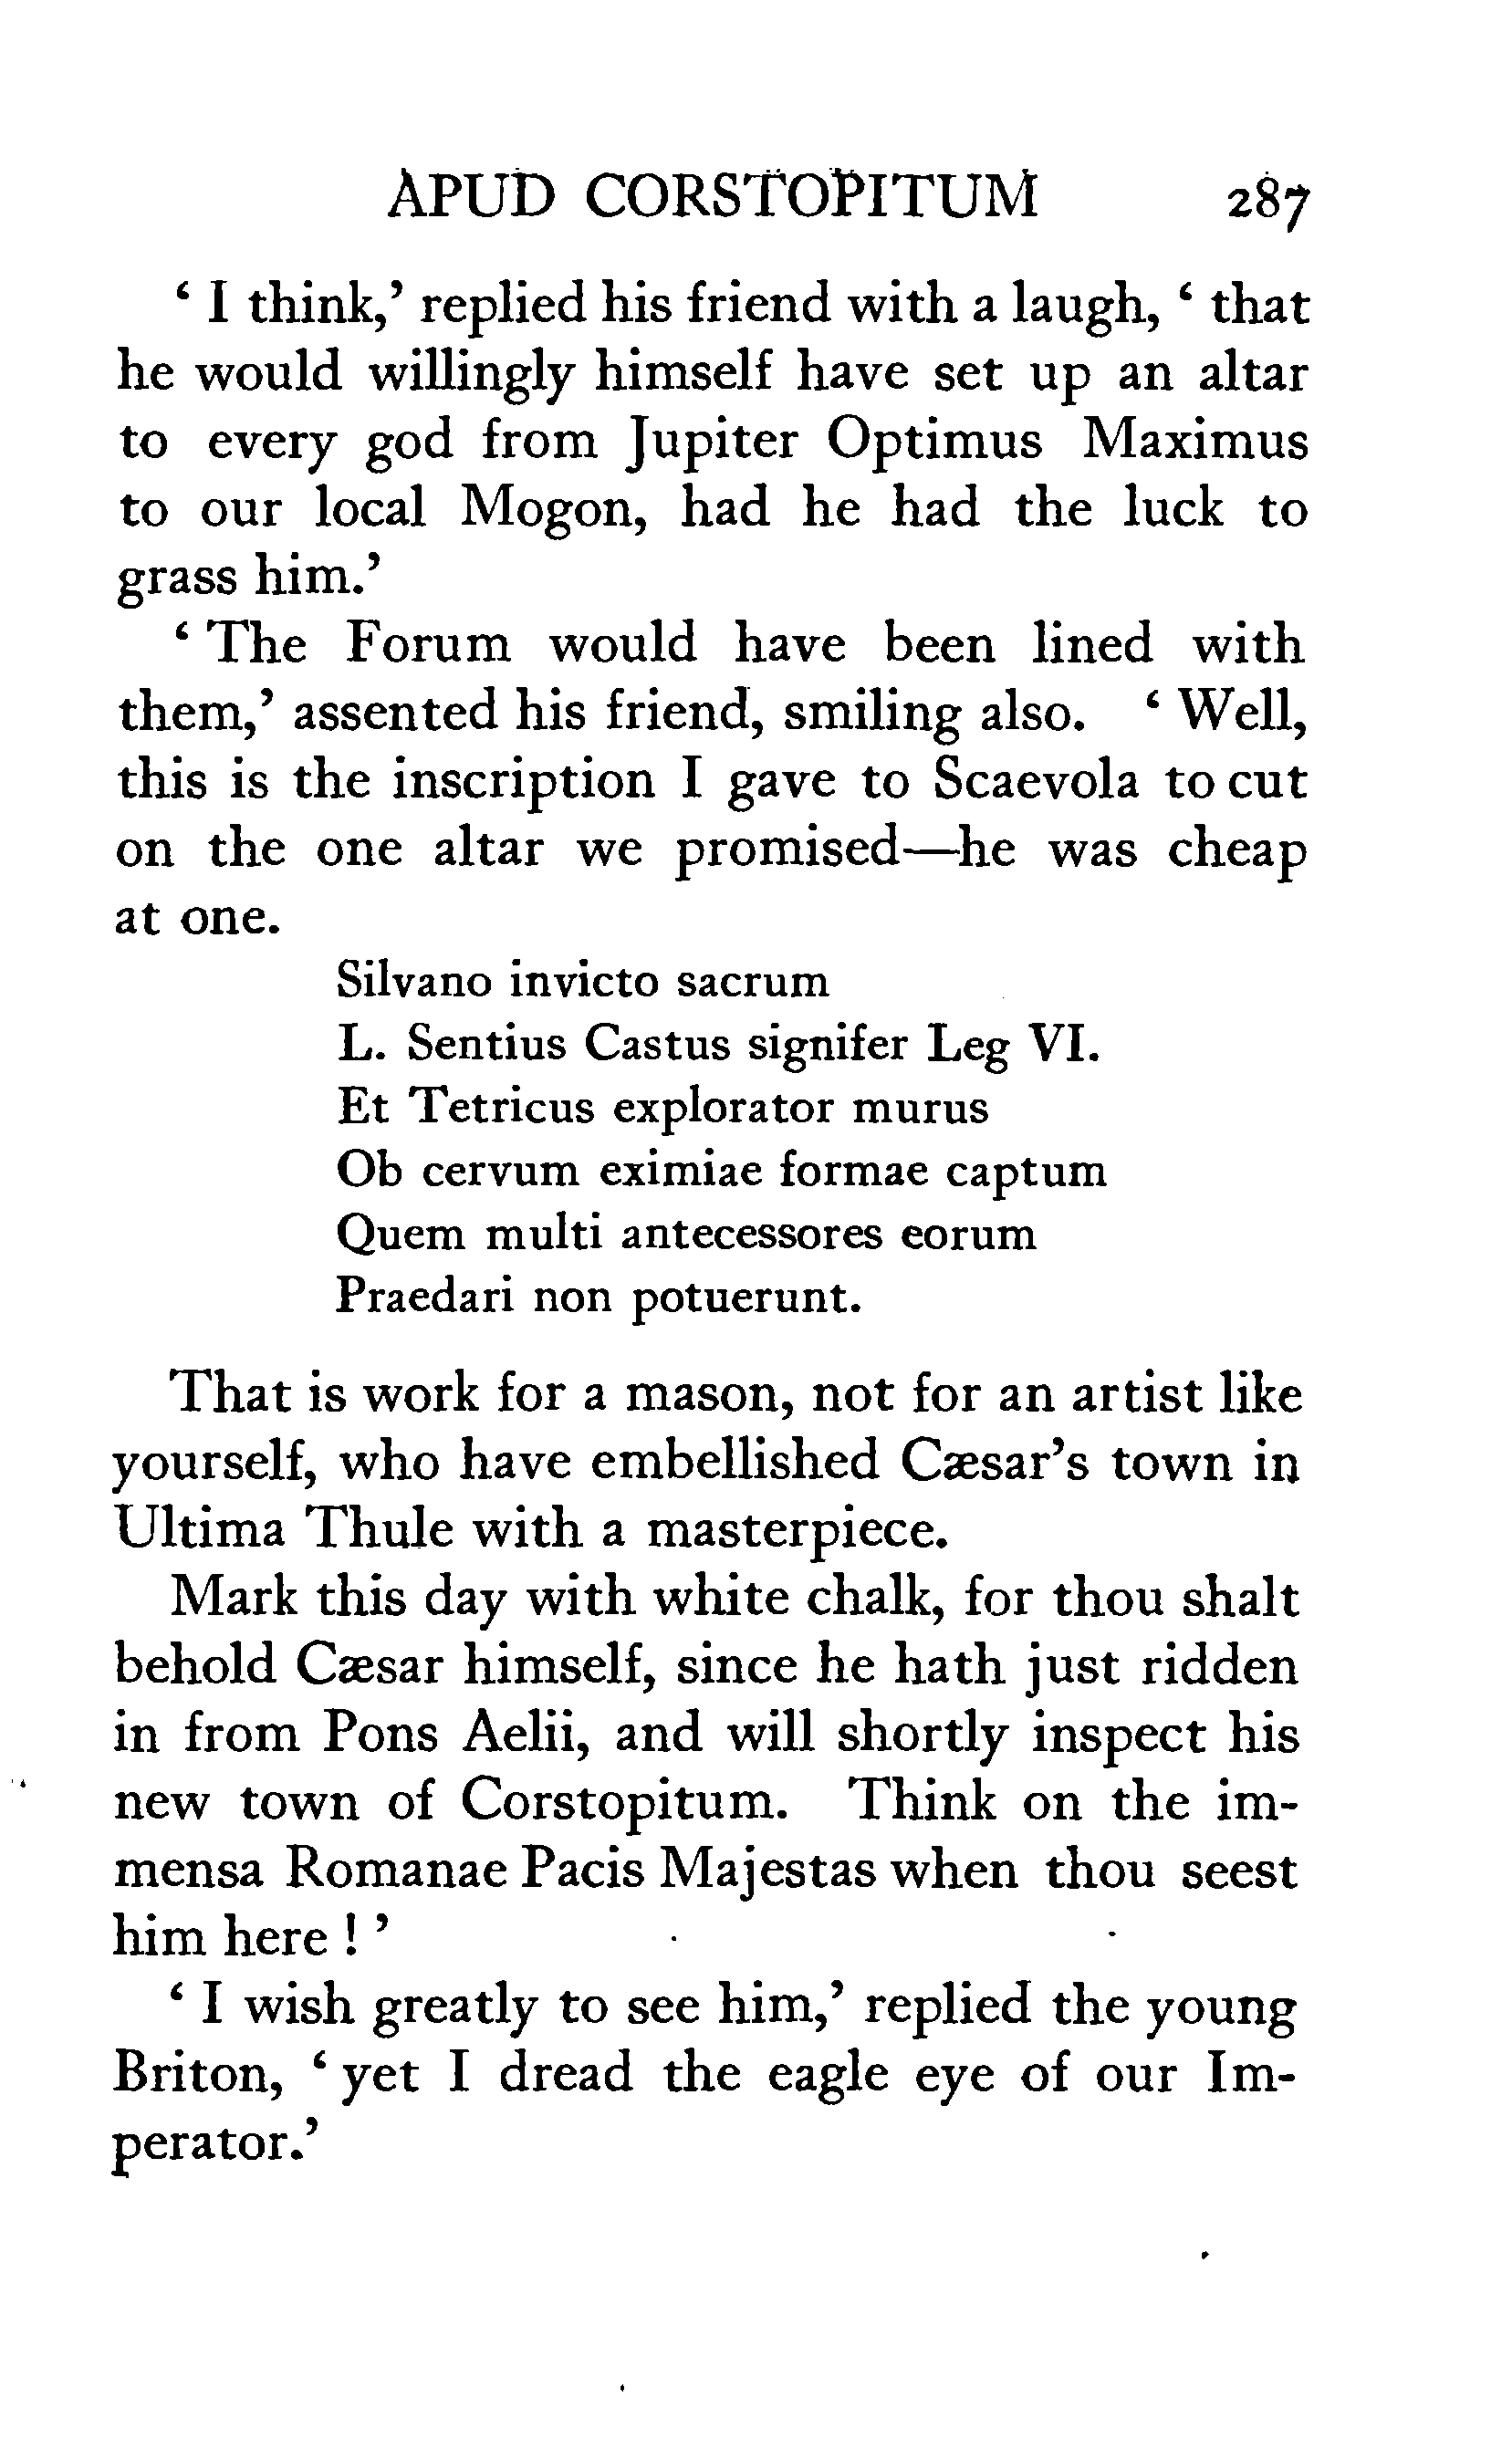 APUD CORSTOPITUM 287
‘ I think,’ replied his friend with a laugh, ‘ that
he would willingly himself have set up an altar
to every god from Jupiter Optimus Maximus
to our local Mogon, had he had the luck to
grass him.’
‘ The Forum would have been lined with
them,’ assented his friend, smiling also. ‘ Well,
this is the inscription I gave to Scaevola to cut
on the one altar we promised—he was cheap
at one.
Silvano invicto sacrum
L. Sentius Castus signifer Leg VI.
Et Tetricus explorator murus
Ob cervum eximiae formae captum
Quem multi antecessores eorum
Praedari non potuerunt.
That is work for a mason, not for an artist like
yourself, who have embellished Cæsar’s town in
Ultima Thule with a masterpiece.
Mark this day with white chalk, for thou shalt
behold Cæsar himself, since he hath just ridden
in from Pons Aelii, and will shortly inspect his
new town of Corstopitum. Think on the im-
mensa Romanae Pacis Majestas when thou seest
him here ! ’
‘ I wish greatly to see him,’ replied the young
Briton, ‘ yet I dread the eagle eye of our Im-
perator.’